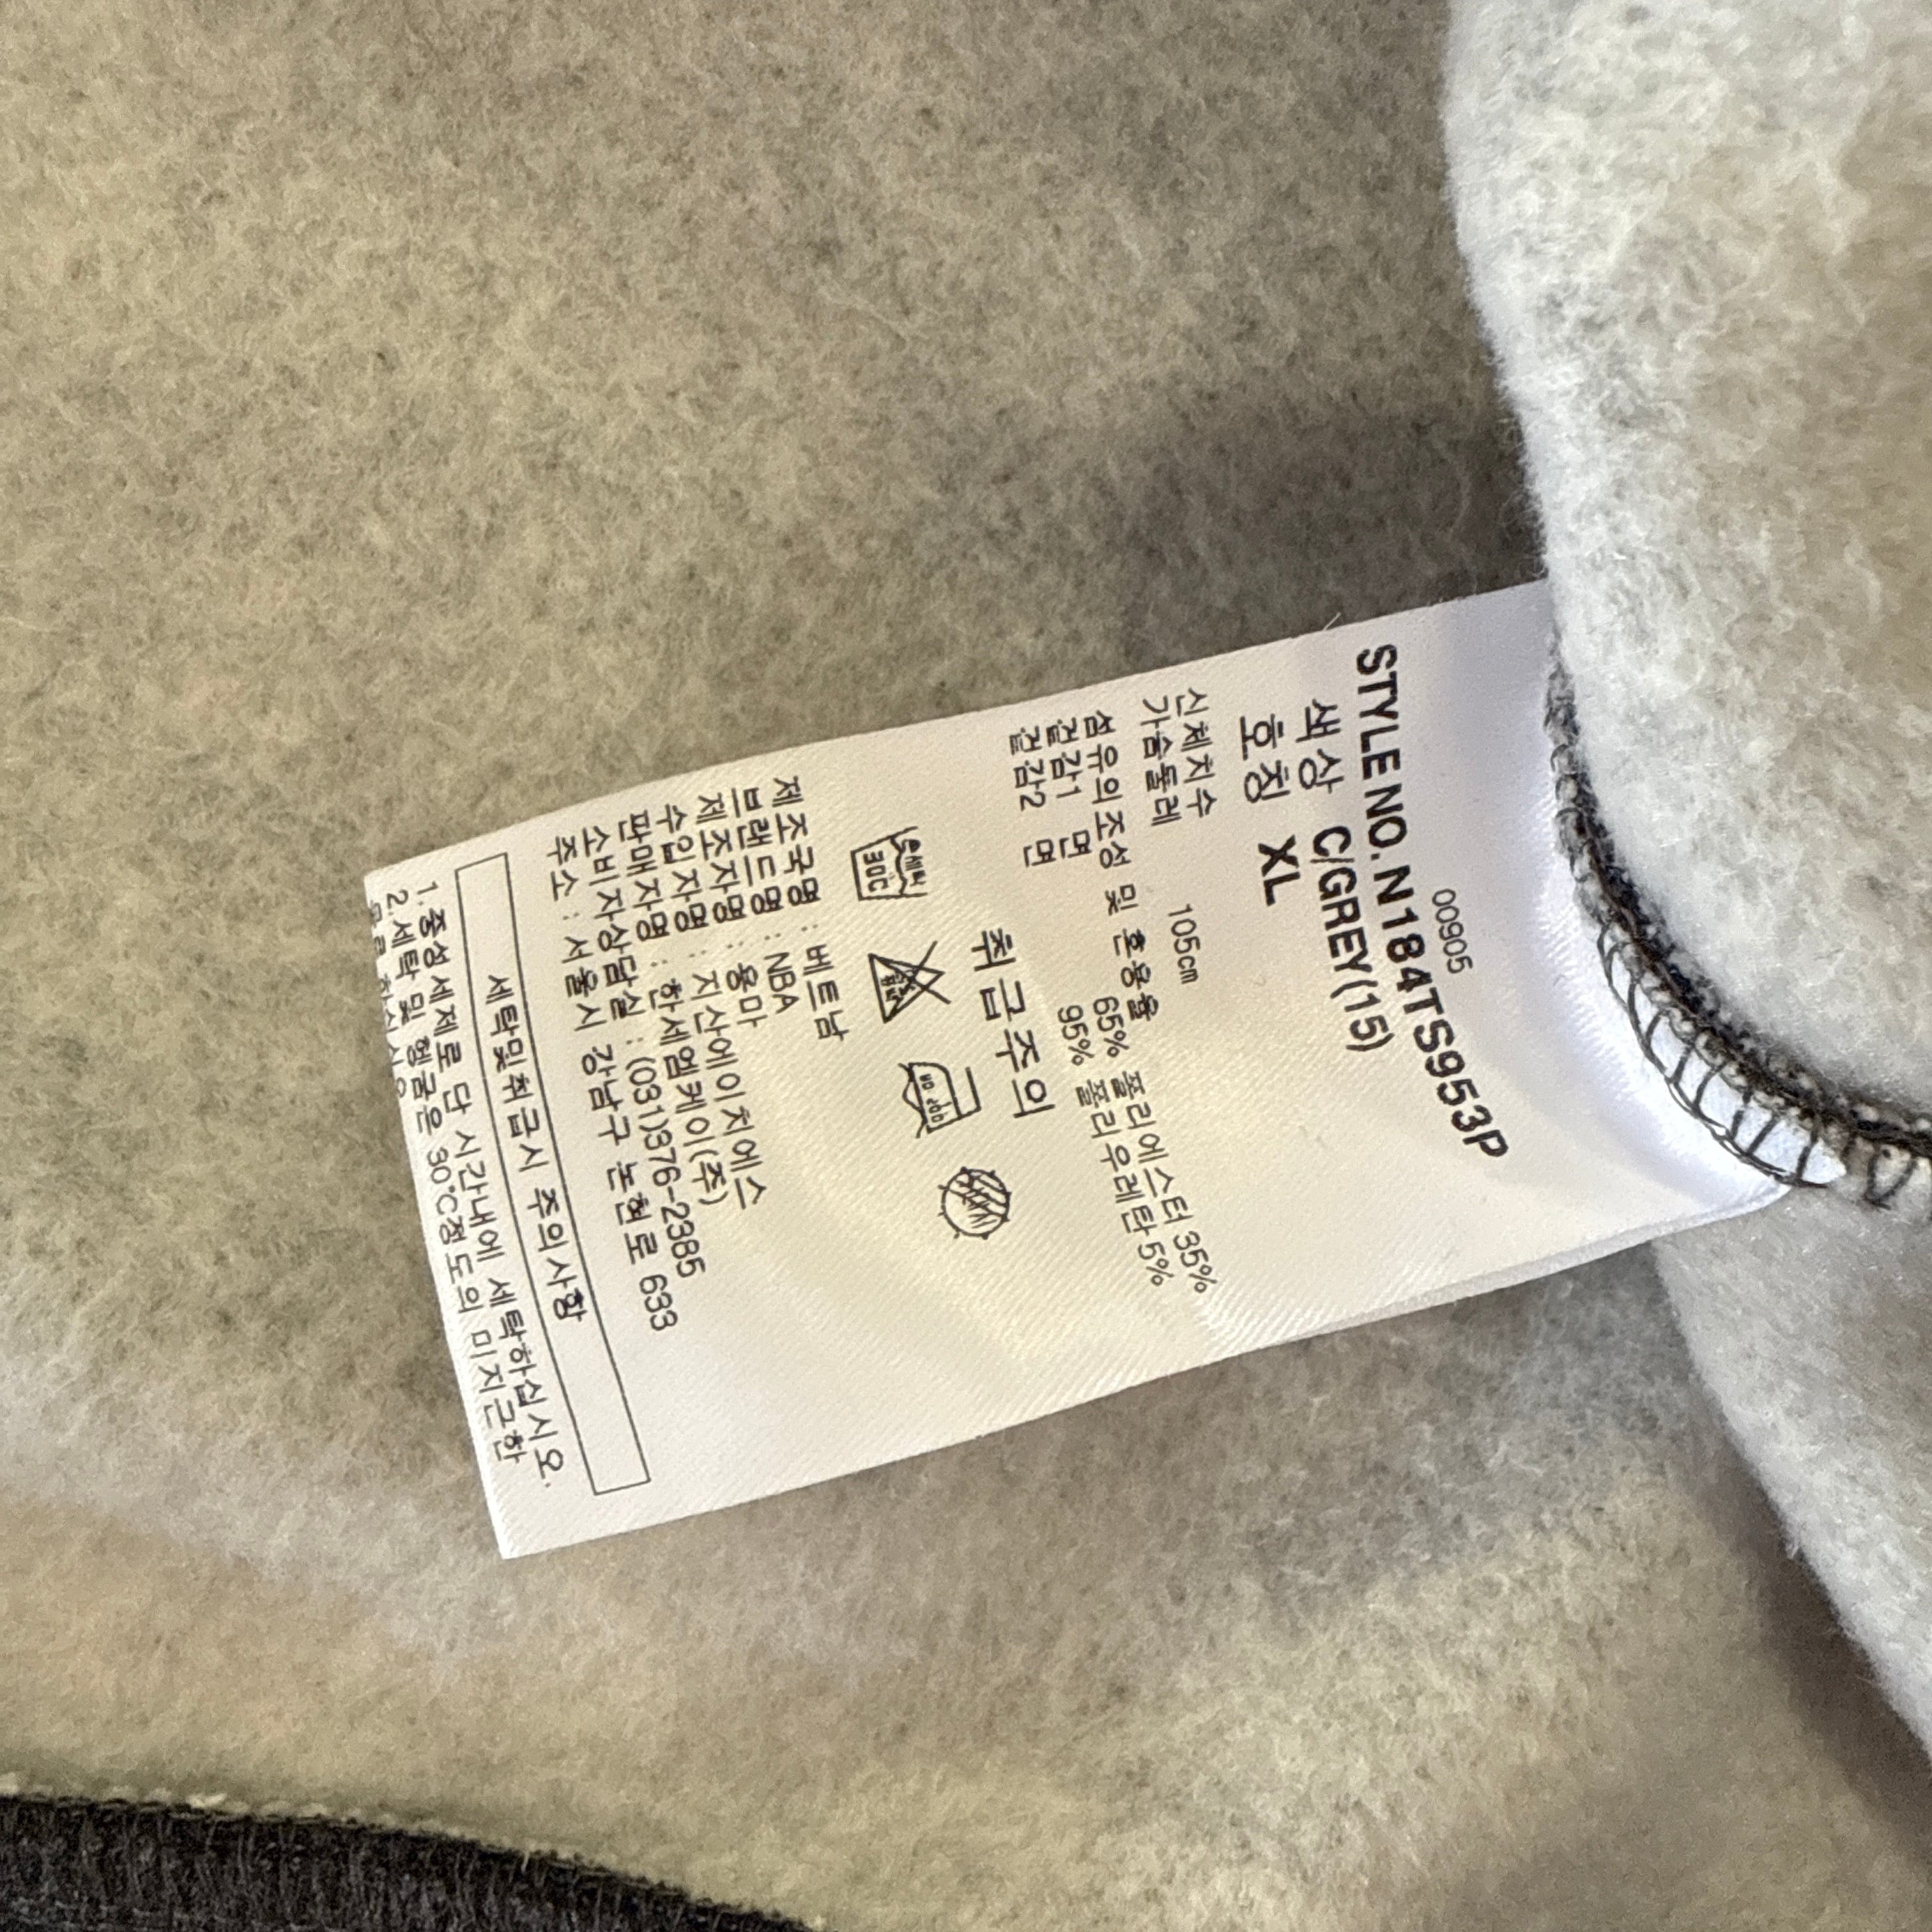 00905
STYLE NO. N184TS953P
색상 C/GREY(15)
호칭 XL
신체치수
가슴둘레 105cm
섬유의조성 및 혼용율
겉감1 면 65% 폴리에스터 35%
겉감2 면 95% 폴리우레탄 5%
취급주의
30℃
NO 짜냄
제조국명 : 베트남
브랜드명 : NBA
제조자명 : 용마
수입자명 : 지산에이치에스
판매자명 : 한세엠케이(주)
소비자상담실 : (031)376-2385
주소 : 서울시 강남구 논현로 633
세탁및취급시 주의사항
1. 중성세제로 단 시간내에 세탁하십시오.
2. 세탁 및 헹굼은 30℃정도의 미지근한